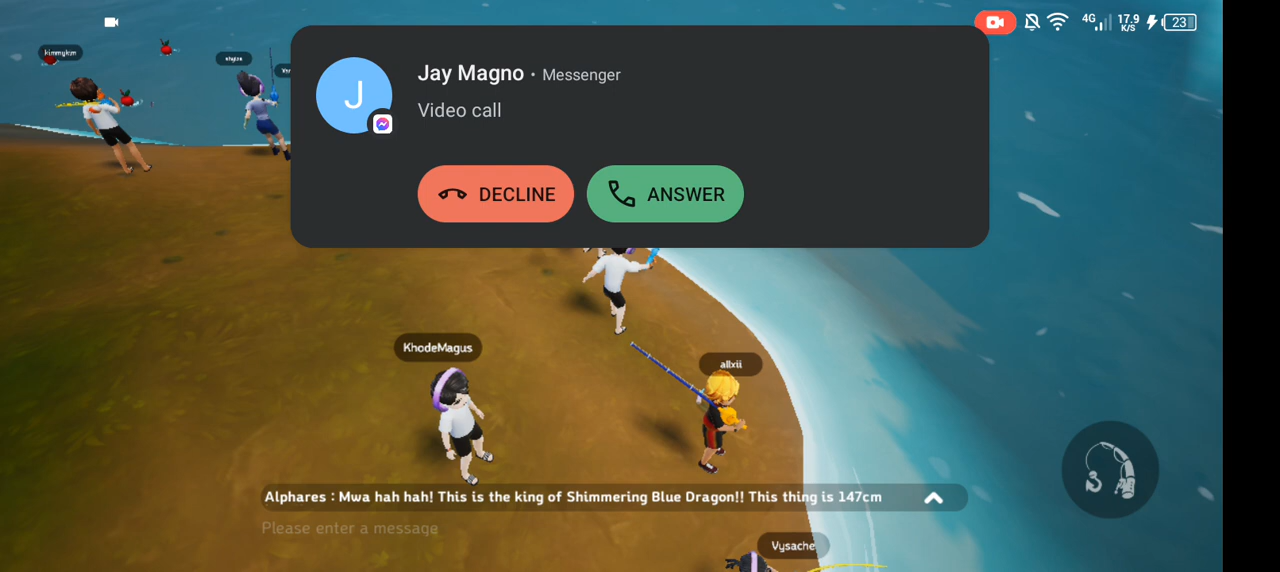 4G
17.9
K/S
23
Jay Magno • Messenger
J
Video call
DECLINE
ANSWER
kimmykim
KhodeMagus
allxii
Alphares : Mwa hah hah! This is the king of Shimmering Blue Dragon!! This thing is 147cm
Please enter a message
Vysache